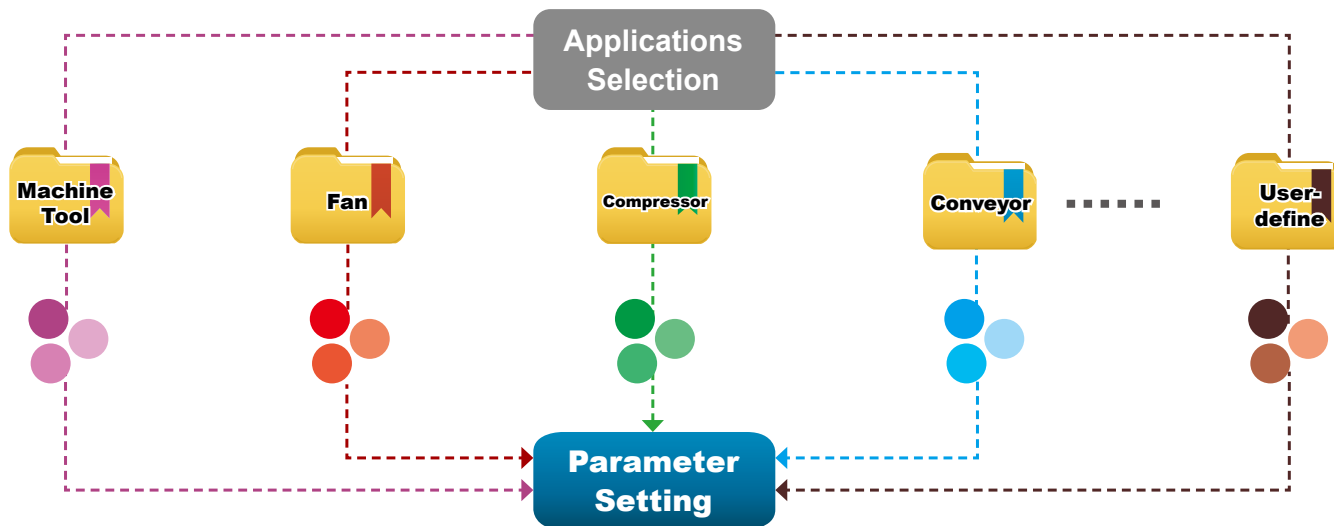 Applications
Selection
Machine
Tool
Fan
Compressor
Conveyor
User-
define
Parameter
Setting